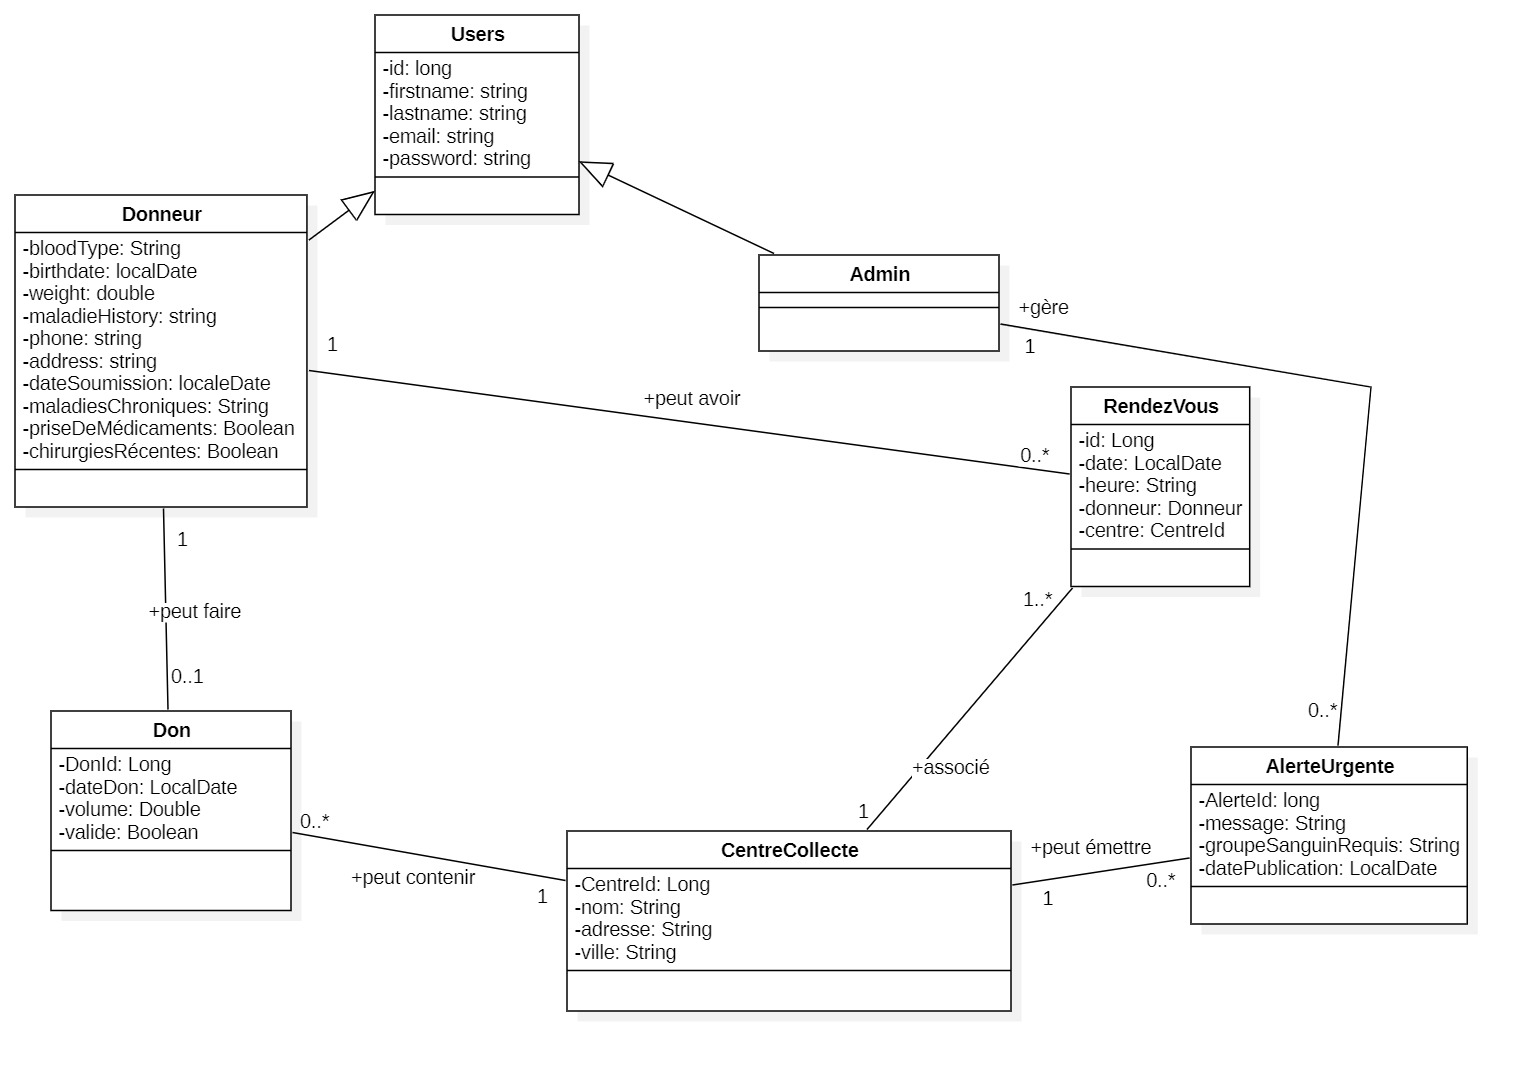 Users
-id: long
-firstname: string
-lastname: string
-email: string
-password: string
Donneur
-bloodType: String
-birthdate: localDate
-weight: double
-maladieHistory: string
-phone: string
-address: string
-dateSoumission: localeDate
-maladiesChroniques: String
-priseDeMédicaments: Boolean
-chirurgiesRécentes: Boolean
Admin
+gère
1
1
+peut avoir
0..*
RendezVous
-id: Long
-date: LocalDate
-heure: String
-donneur: Donneur
-centre: CentreId
1
+peut faire
0..1
1..*
+associé
1
0..*
Don
-DonId: Long
-dateDon: LocalDate
-volume: Double
-valide: Boolean
0..*
+peut contenir
1
CentreCollecte
-CentreId: Long
-nom: String
-adresse: String
-ville: String
+peut émettre
1
0..*
AlerteUrgente
-AlerteId: long
-message: String
-groupeSanguinRequis: String
-datePublication: LocalDate